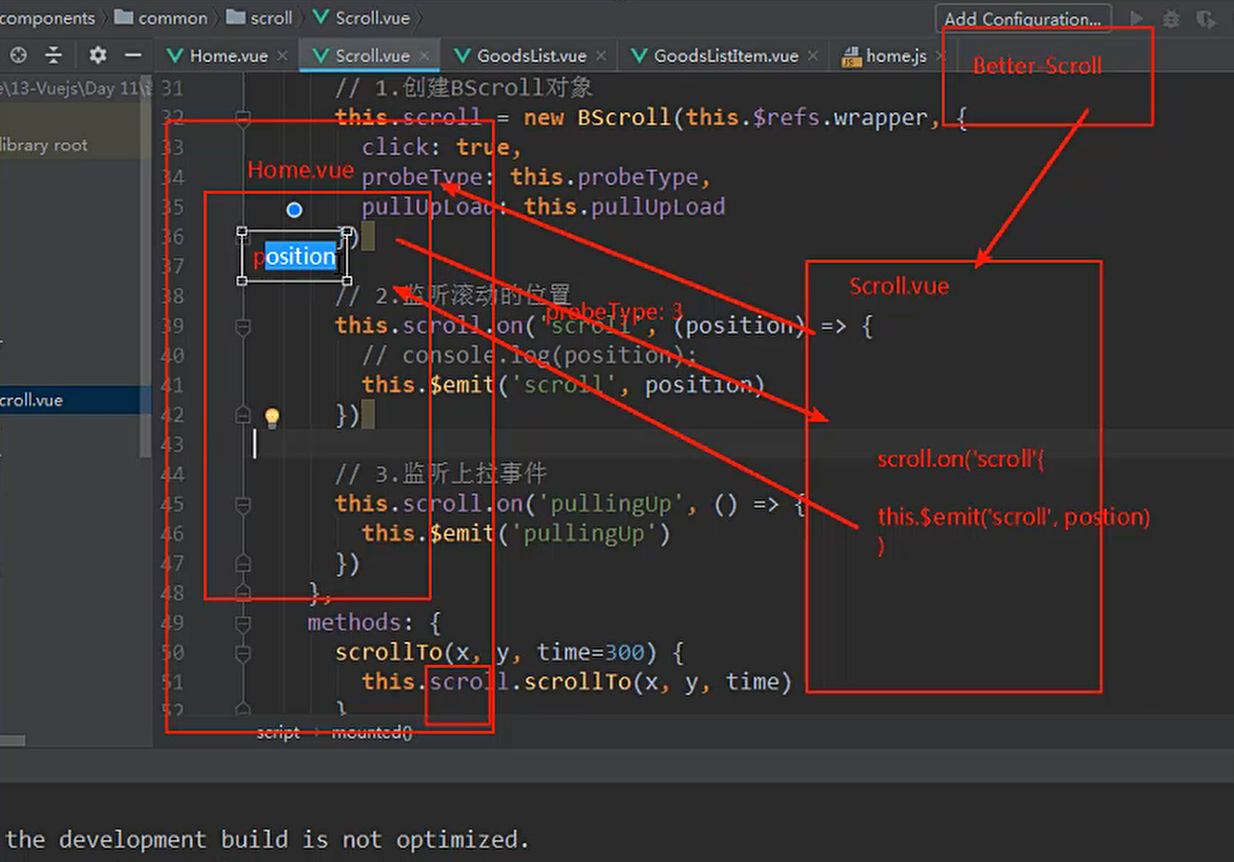 components common scroll Scroll.vue
Add Configuration...
Home.vue Scroll.vue GoodsList.vue GoodsListItem.vue home.js
Better-Scroll
e\13-Vuejs\Day 11\
library root
croll.vue
31 // 1.创建BScroll对象
32 this.scroll = new BScroll(this.$refs.wrapper, {
33 click: true,
Home.vue
34 probeType: this.probeType,
35 pullUpLoad: this.pullUpLoad
36 })
position
37
Scroll.vue
38 // 2.监听滚动的位置
probeType: 3
39 this.scroll.on('scroll', (position) => {
40 // console.log(position);
41 this.$emit('scroll', position)
42 })
43
scroll.on('scroll'{
44 // 3.监听上拉事件
45 this.scroll.on('pullingUp', () => {
this.$emit('scroll', postion)
46 this.$emit('pullingUp')
)
47 })
48 },
49 methods: {
50 scrollTo(x, y, time=300) {
51 this.scroll.scrollTo(x, y, time)
52 }
script mounted()
the development build is not optimized.